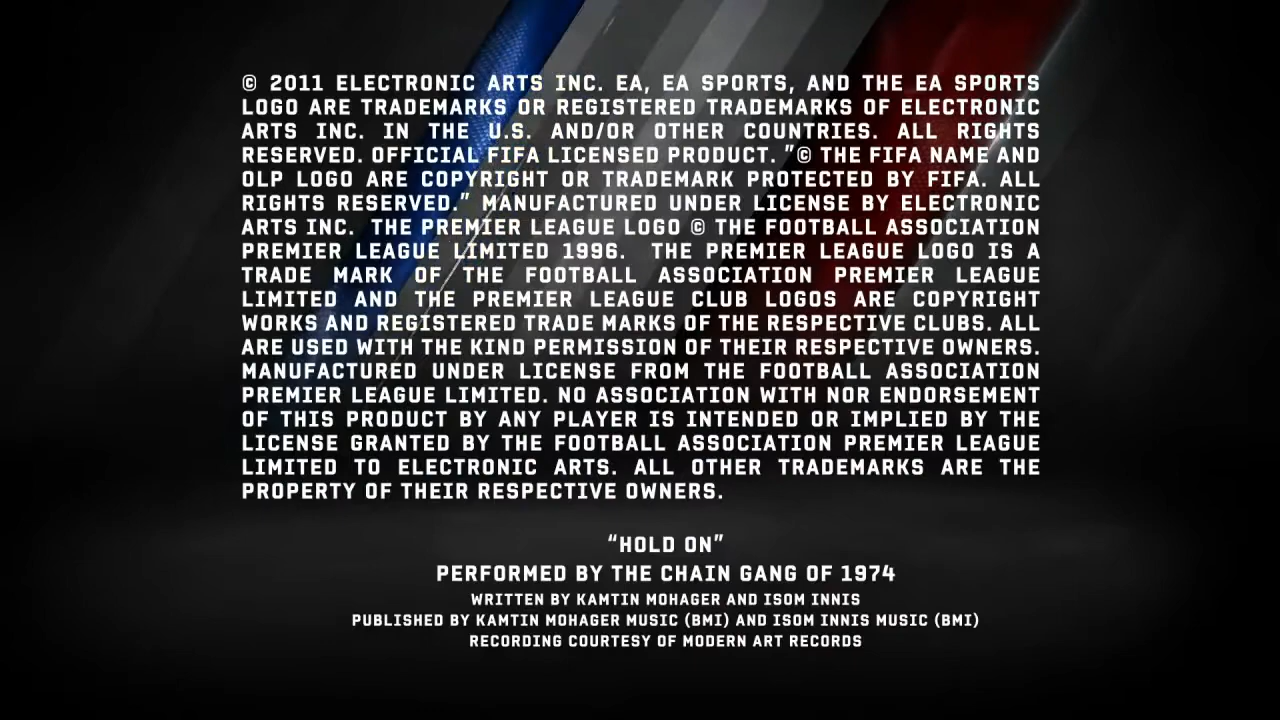 © 2011 ELECTRONIC ARTS INC. EA, EA SPORTS, AND THE EA SPORTS
LOGO ARE TRADEMARKS OR REGISTERED TRADEMARKS OF ELECTRONIC
ARTS INC. IN THE U.S. AND/OR OTHER COUNTRIES. ALL RIGHTS
RESERVED. OFFICIAL FIFA LICENSED PRODUCT. "© THE FIFA NAME AND
OLP LOGO ARE COPYRIGHT OR TRADEMARK PROTECTED BY FIFA. ALL
RIGHTS RESERVED." MANUFACTURED UNDER LICENSE BY ELECTRONIC
ARTS INC. THE PREMIER LEAGUE LOGO © THE FOOTBALL ASSOCIATION
PREMIER LEAGUE LIMITED 1996. THE PREMIER LEAGUE LOGO IS A
TRADE MARK OF THE FOOTBALL ASSOCIATION PREMIER LEAGUE
LIMITED AND THE PREMIER LEAGUE CLUB LOGOS ARE COPYRIGHT
WORKS AND REGISTERED TRADE MARKS OF THE RESPECTIVE CLUBS. ALL
ARE USED WITH THE KIND PERMISSION OF THEIR RESPECTIVE OWNERS.
MANUFACTURED UNDER LICENSE FROM THE FOOTBALL ASSOCIATION
PREMIER LEAGUE LIMITED. NO ASSOCIATION WITH NOR ENDORSEMENT
OF THIS PRODUCT BY ANY PLAYER IS INTENDED OR IMPLIED BY THE
LICENSE GRANTED BY THE FOOTBALL ASSOCIATION PREMIER LEAGUE
LIMITED TO ELECTRONIC ARTS. ALL OTHER TRADEMARKS ARE THE
PROPERTY OF THEIR RESPECTIVE OWNERS.
“HOLD ON”
PERFORMED BY THE CHAIN GANG OF 1974
WRITTEN BY KAMTIN MOHAGER AND ISOM INNIS
PUBLISHED BY KAMTIN MOHAGER MUSIC (BMI) AND ISOM INNIS MUSIC (BMI)
RECORDING COURTESY OF MODERN ART RECORDS